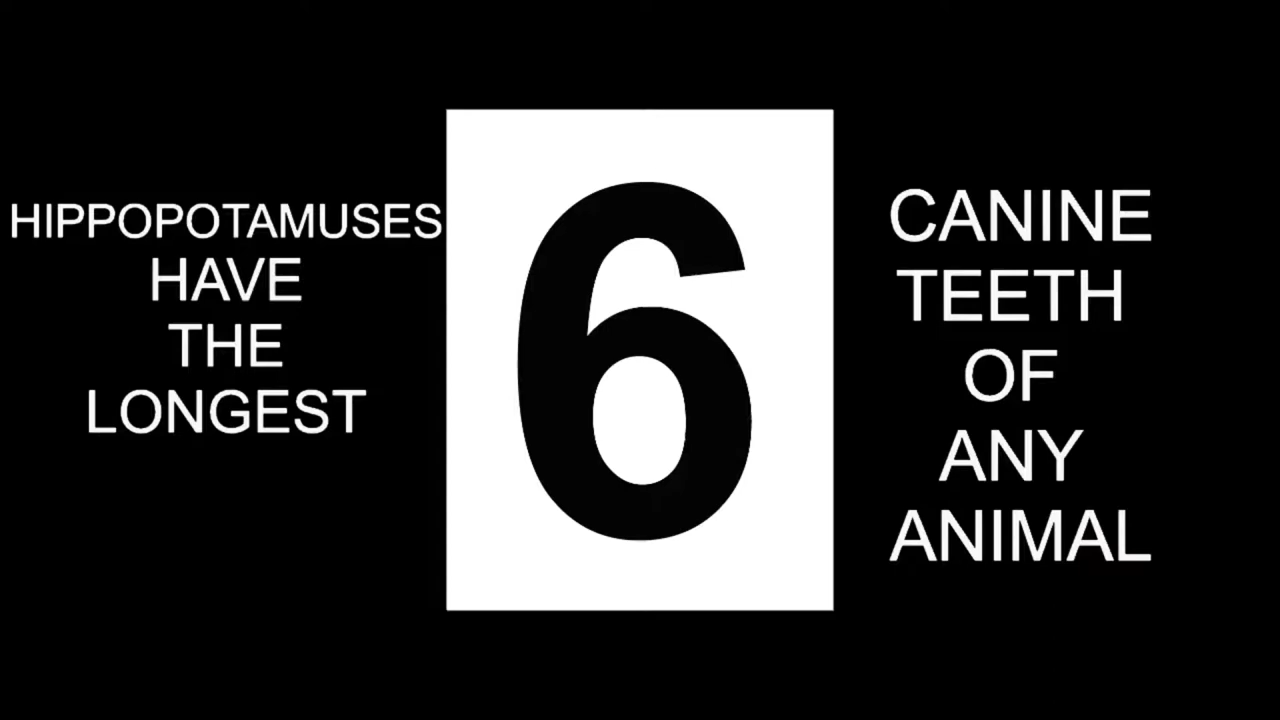 HIPPOPOTAMUSES
HAVE
THE
LONGEST
6
CANINE
TEETH
OF
ANY
ANIMAL